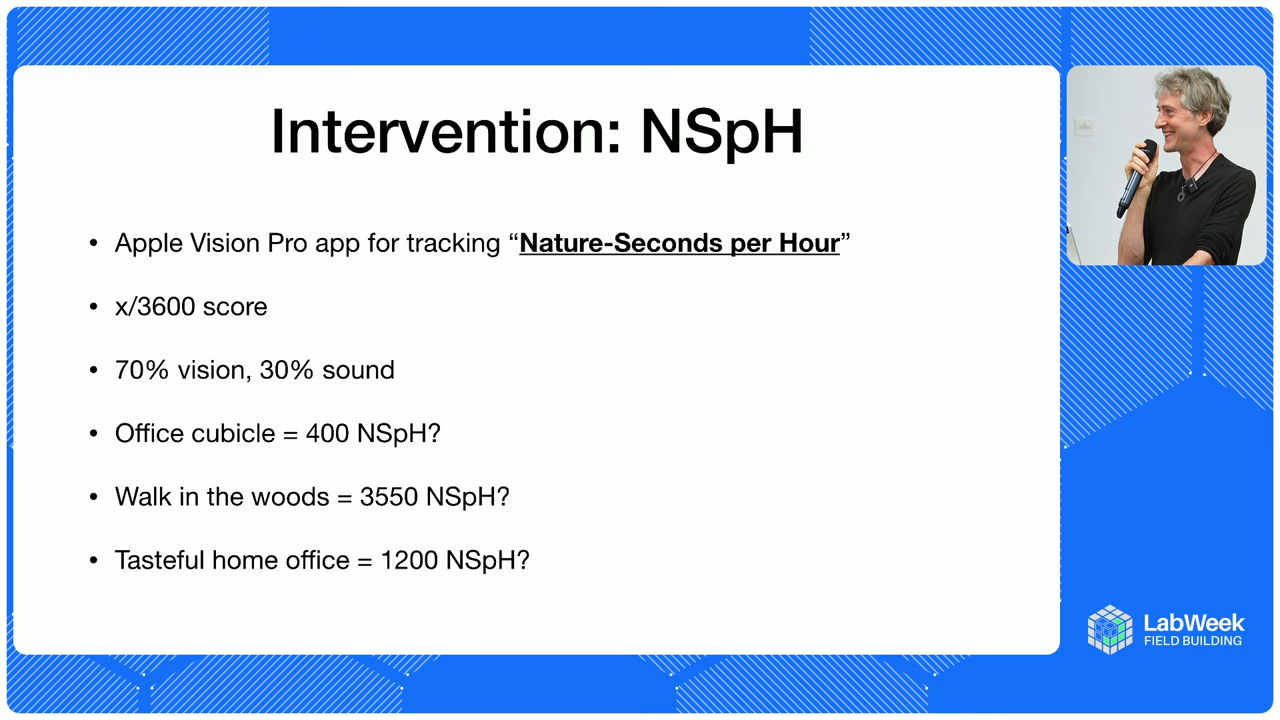 Intervention: NSpH
• Apple Vision Pro app for tracking “Nature-Seconds per Hour”
• x/3600 score
• 70% vision, 30% sound
• Office cubicle = 400 NSpH?
• Walk in the woods = 3550 NSpH?
• Tasteful home office = 1200 NSpH?
LabWeek
FIELD BUILDING